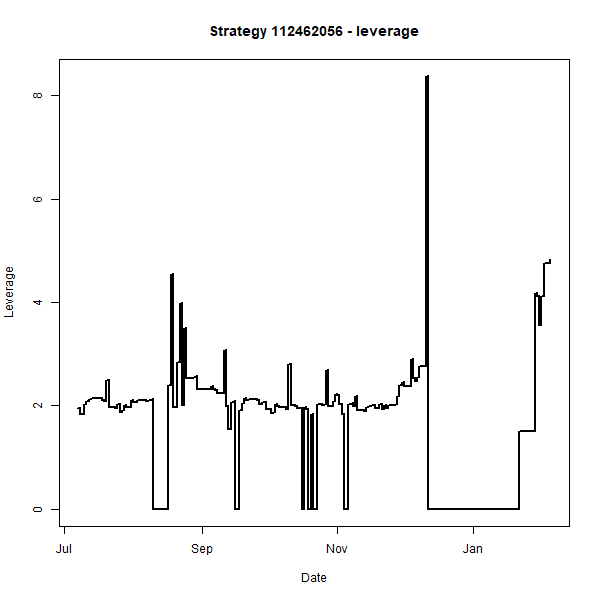 Strategy 112462056 - leverage
8
6
4
2
0
Leverage
Jul
Sep
Nov
Jan
Date